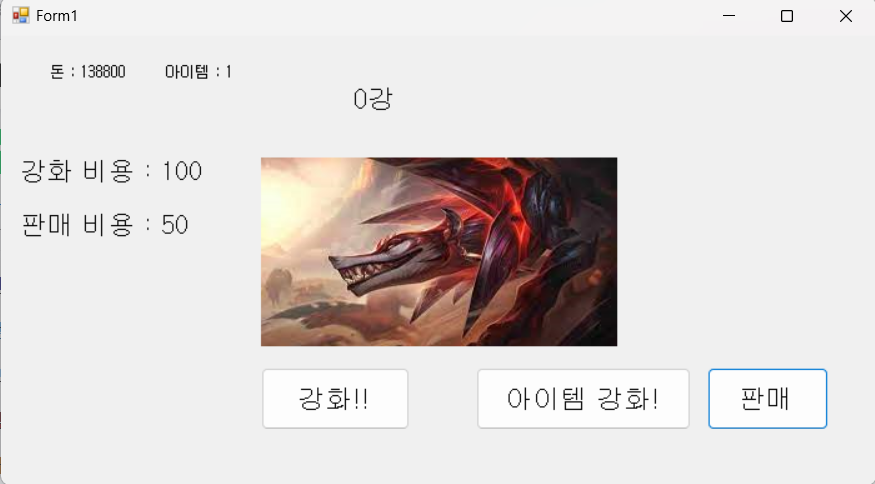 Form1
돈 : 138800 아이템 : 1
0강
강화 비용 : 100
판매 비용 : 50
강화!! 아이템 강화! 판매